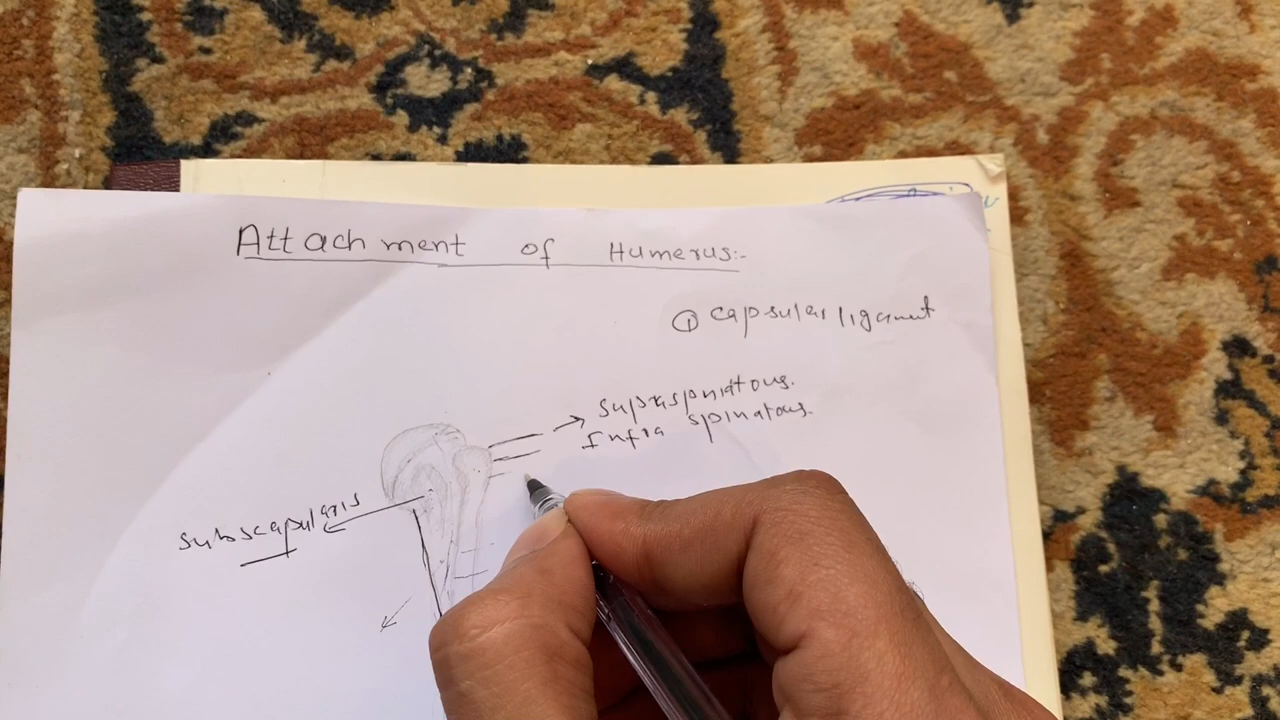 Attachment of Humerus:-
① capsular ligament
supraspinatous.
Infra spinatous.
subscapularis